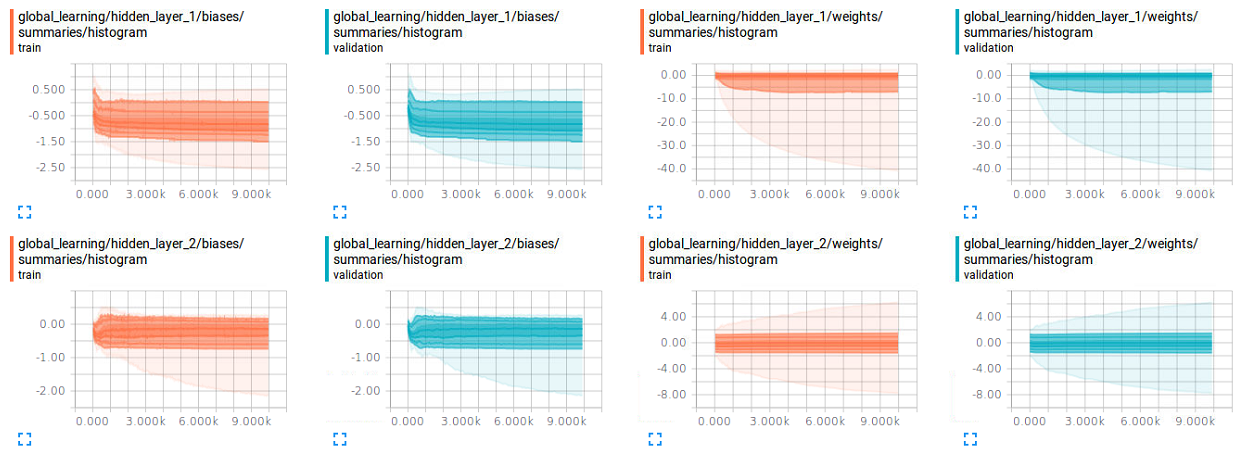 global_learning/hidden_layer_1/biases/
summaries/histogram
train
0.500
-0.500
-1.50
-2.50
0.000 3.000k 6.000k 9.000k
global_learning/hidden_layer_1/biases/
summaries/histogram
validation
0.500
-0.500
-1.50
-2.50
0.000 3.000k 6.000k 9.000k
global_learning/hidden_layer_1/weights/
summaries/histogram
train
0.00
-10.0
-20.0
-30.0
-40.0
0.000 3.000k 6.000k 9.000k
global_learning/hidden_layer_1/weights/
summaries/histogram
validation
0.00
-10.0
-20.0
-30.0
-40.0
0.000 3.000k 6.000k 9.000k
global_learning/hidden_layer_2/biases/
summaries/histogram
train
0.00
-1.00
-2.00
0.000 3.000k 6.000k 9.000k
global_learning/hidden_layer_2/biases/
summaries/histogram
validation
0.00
-1.00
-2.00
0.000 3.000k 6.000k 9.000k
global_learning/hidden_layer_2/weights/
summaries/histogram
train
4.00
0.00
-4.00
-8.00
0.000 3.000k 6.000k 9.000k
global_learning/hidden_layer_2/weights/
summaries/histogram
validation
4.00
0.00
-4.00
-8.00
0.000 3.000k 6.000k 9.000k